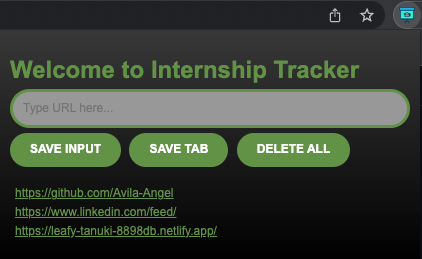 Welcome to Internship Tracker
Type URL here...
SAVE INPUT
SAVE TAB
DELETE ALL
https://github.com/Avila-Angel
https://www.linkedin.com/feed/
https://leafy-tanuki-8898db.netlify.app/